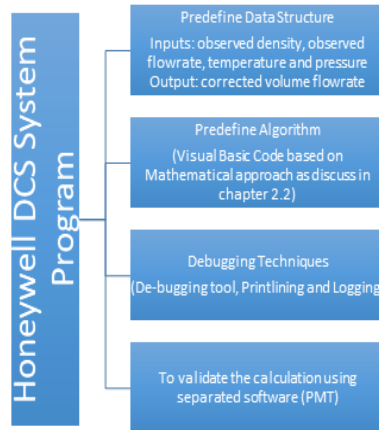 Honeywell DCS System
Program
Predefine Data Structure
Inputs: observed density, observed
flowrate, temperature and pressure
Output: corrected volume flowrate
Predefine Algorithm
(Visual Basic Code based on
Mathematical approach as discuss in
chapter 2.2)
Debugging Techniques
(De-bugging tool, Printlining and Logging
To validate the calculation using
separated software (PMT)